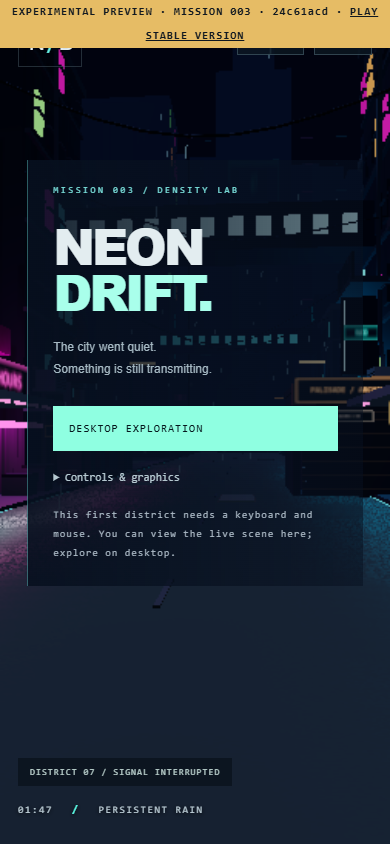 EXPERIMENTAL PREVIEW · MISSION 003 · 24c61acd · PLAY
STABLE VERSION
MISSION 003 / DENSITY LAB
NEON
DRIFT.
The city went quiet.
Something is still transmitting.
DESKTOP EXPLORATION
▶ Controls & graphics
This first district needs a keyboard and
mouse. You can view the live scene here;
explore on desktop.
DISTRICT 07 / SIGNAL INTERRUPTED
01:47 / PERSISTENT RAIN